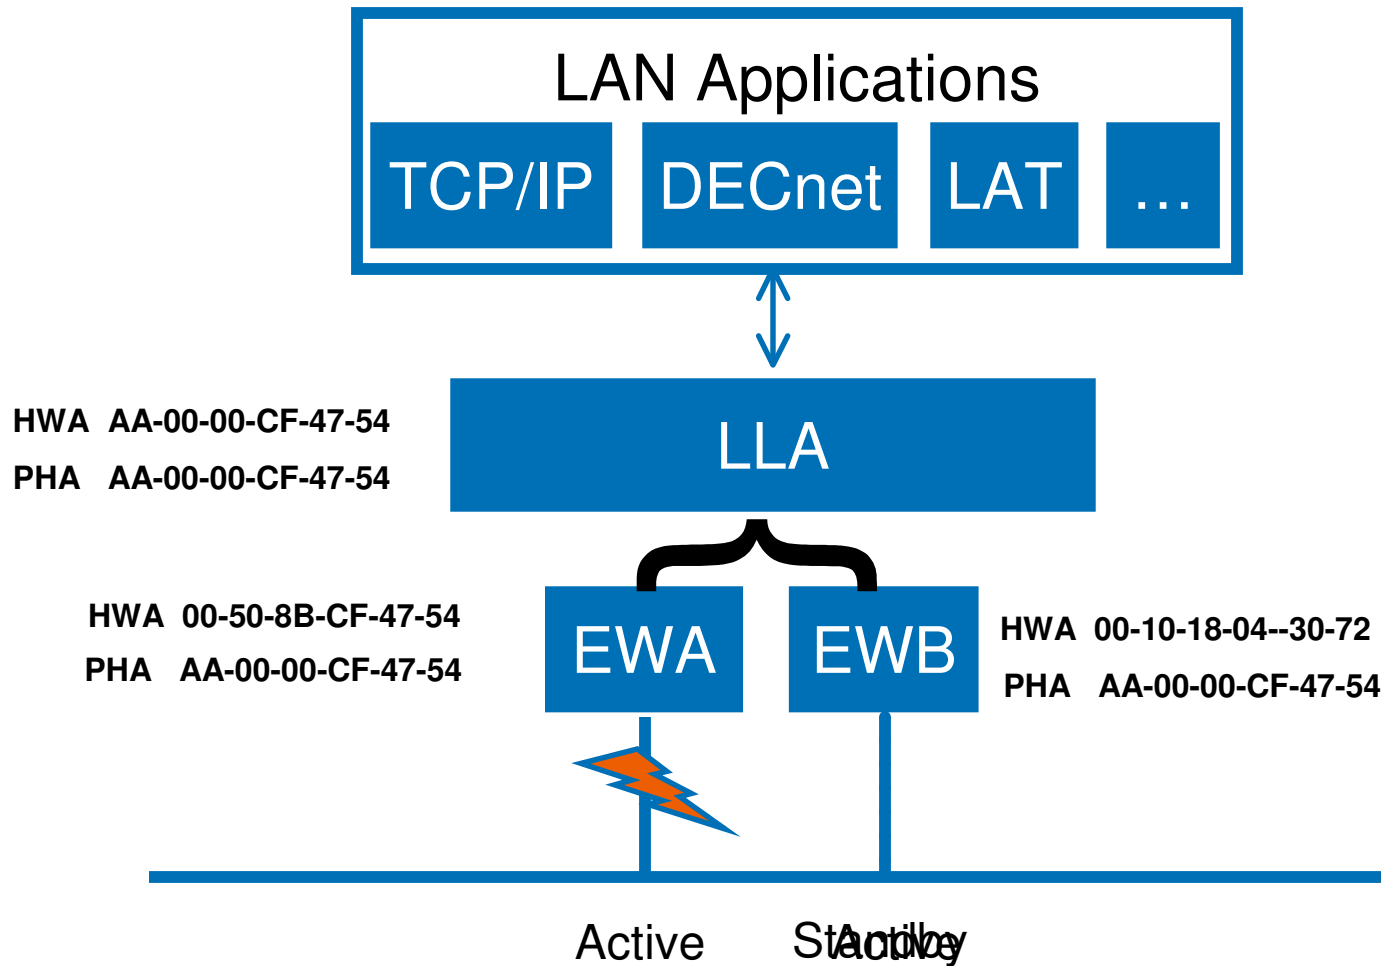 LAN Applications
TCP/IP DECnet LAT …
HWA AA-00-00-CF-47-54
LLA
PHA AA-00-00-CF-47-54
HWA 00-50-8B-CF-47-54
EWA EWB
HWA 00-10-18-04--30-72
PHA AA-00-00-CF-47-54
PHA AA-00-00-CF-47-54
Active Standby Active